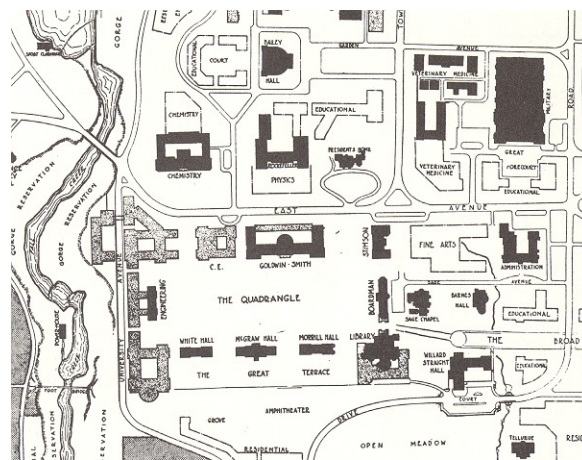 GORGE
EDUCATIONAL
COURT
BAILEY
HALL
GARDEN
AVENUE
VETERINARY MEDICINE
MILITARY
ROAD
CHEMISTRY
EDUCATIONAL
CHEMISTRY
PHYSICS
PRESIDENT'S HOME
VETERINARY
MEDICINE
GREAT
FORECOURT
EDUCATIONAL
RESERVATION
CREEK
RESERVATION
GORGE
EAST
AVENUE
AVENUE
C.E.
GOLDWIN-SMITH
STIMSON
FINE ARTS
ADMINISTRATION
SAGE
AVENUE
GORGE
ENGINEERING
THE QUADRANGLE
BOARDMAN
SAGE CHAPEL
BARNES
HALL
EDUCATIONAL
WHITE HALL
McGRAW HALL
MORRILL HALL
LIBRARY
THE
BROAD
UNIVERSITY
THE
GREAT
TERRACE
WILLARD
STRAIGHT
HALL
EDUCATIONAL
FOOT
BRIDGE
COURT
GROVE
AMPHITHEATER
DRIVE
RESERVATION
RESIDENTIAL
OPEN MEADOW
TELLURIDE